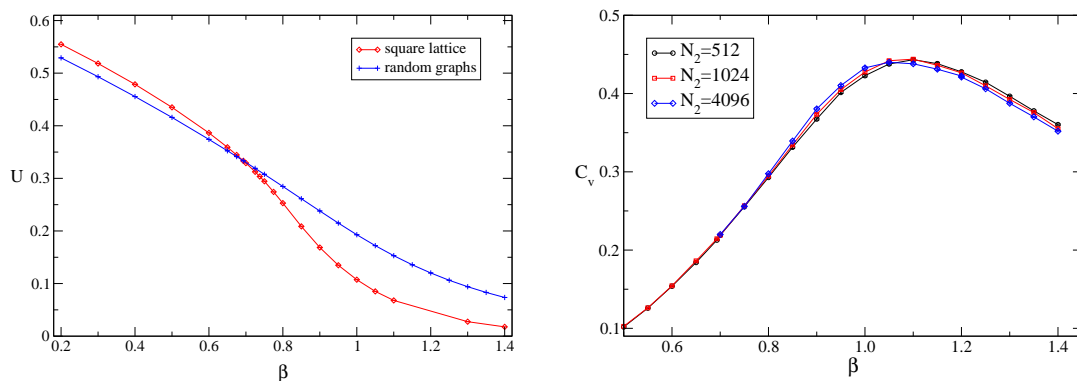 0.6
0.5
0.4
U 0.3
0.2
0.1
0
0.2 0.4 0.6 0.8 1 1.2 1.4
β
square lattice
random graphs
0.5
0.4
C_v
0.3
0.2
0.1
0.6 0.8 1.0 1.2 1.4
β
N_2=512
N_2=1024
N_2=4096